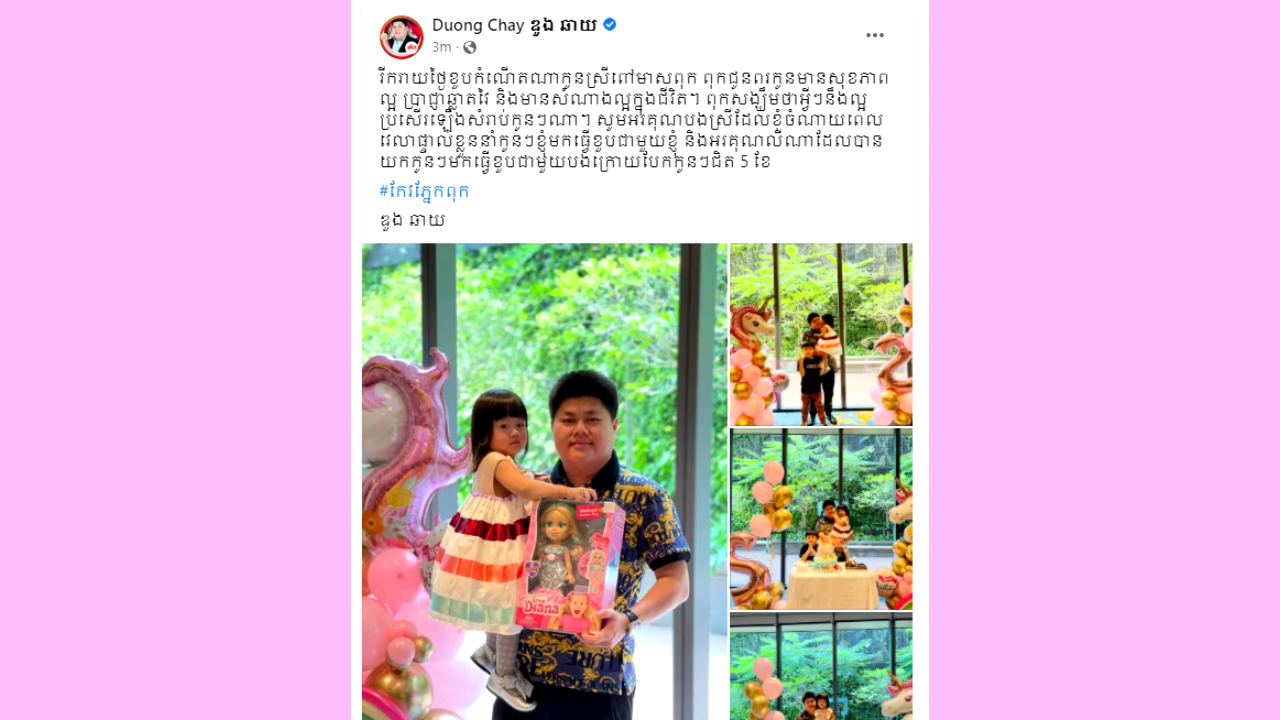 Duong Chay ឌួង ឆាយ
3m ·
រីករាយថ្ងៃខួបកំណើតណាកូនស្រីពៅមាសពុក ពុកជូនពរកូនមានសុខភាព
ល្អ ប្រាជ្ញាឆ្លាតវៃ និងមានសំណាងល្អក្នុងជីវិត។ ពុកសង្ឃឹមថាអ្វីៗនឹងល្អ
ប្រសើរឡើងសំរាប់កូនៗណា។ សូមអរគុណបងស្រីដែលខំចំណាយពេល
វេលាផ្ទាល់ខ្លួននាំកូនៗខ្ញុំមកធ្វើខួបជាមួយខ្ញុំ និងអរគុណលីណាដែលបាន
យកកូនៗមកធ្វើខួបជាមួយបងក្រោយបែកកូនៗជិត 5 ខែ
#កែវភ្នែកពុក
ឌួង ឆាយ
Love
Diana